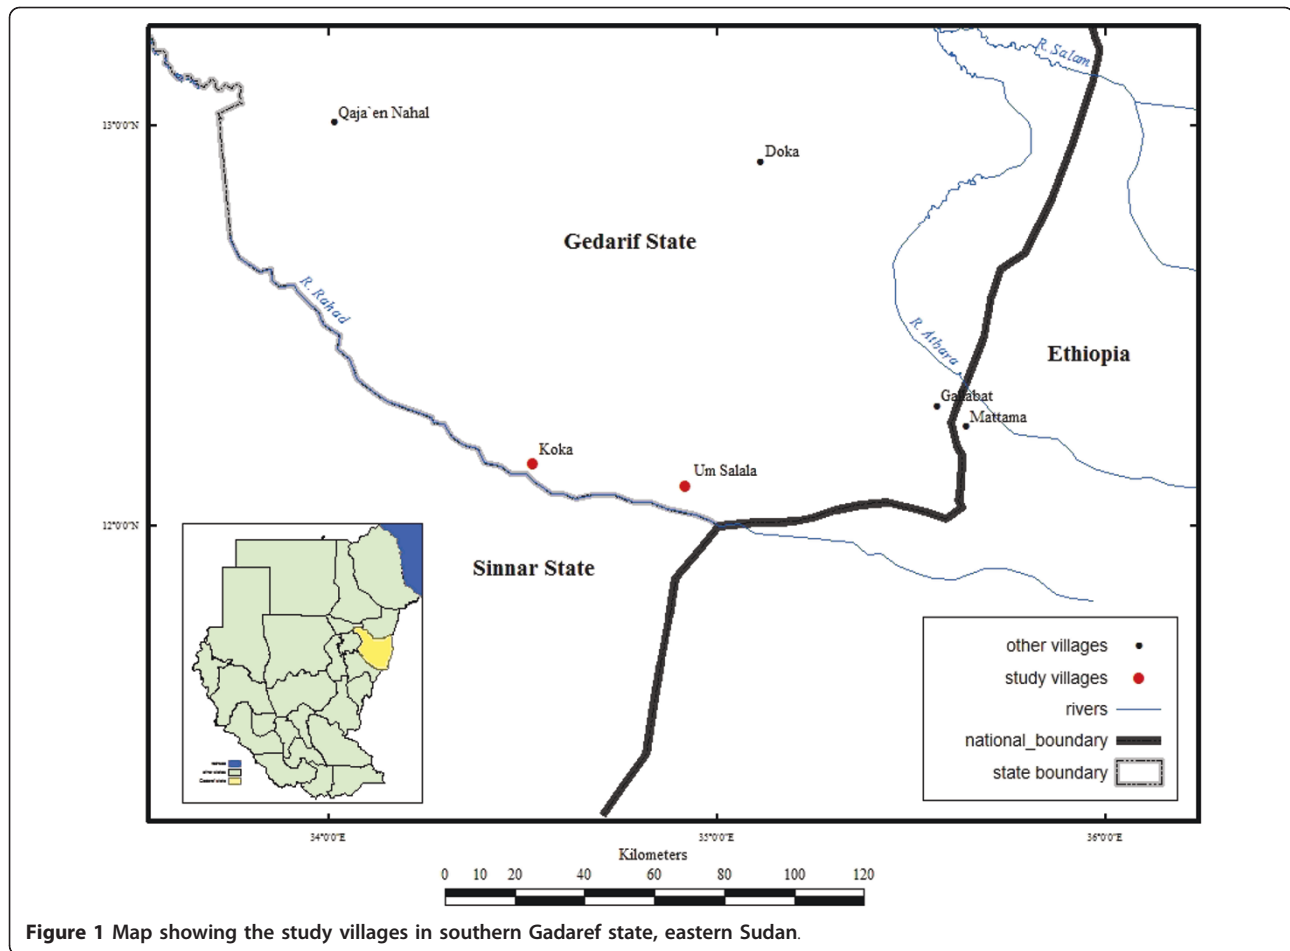 R. Salam
Qaja`en Nahal
13°0'0"N
Doka
Gedarif State
R. Rahad
R. Atbara
Ethiopia
Gallabat
Mattama
Koka
Um Salala
12°0'0"N
Sinnar State
other villages
study villages
rivers
national_boundary
state boundary
34°0'0"E
35°0'0"E
36°0'0"E
Kilometers
0 10 20 40 60 80 100 120
Figure 1 Map showing the study villages in southern Gadaref state, eastern Sudan.